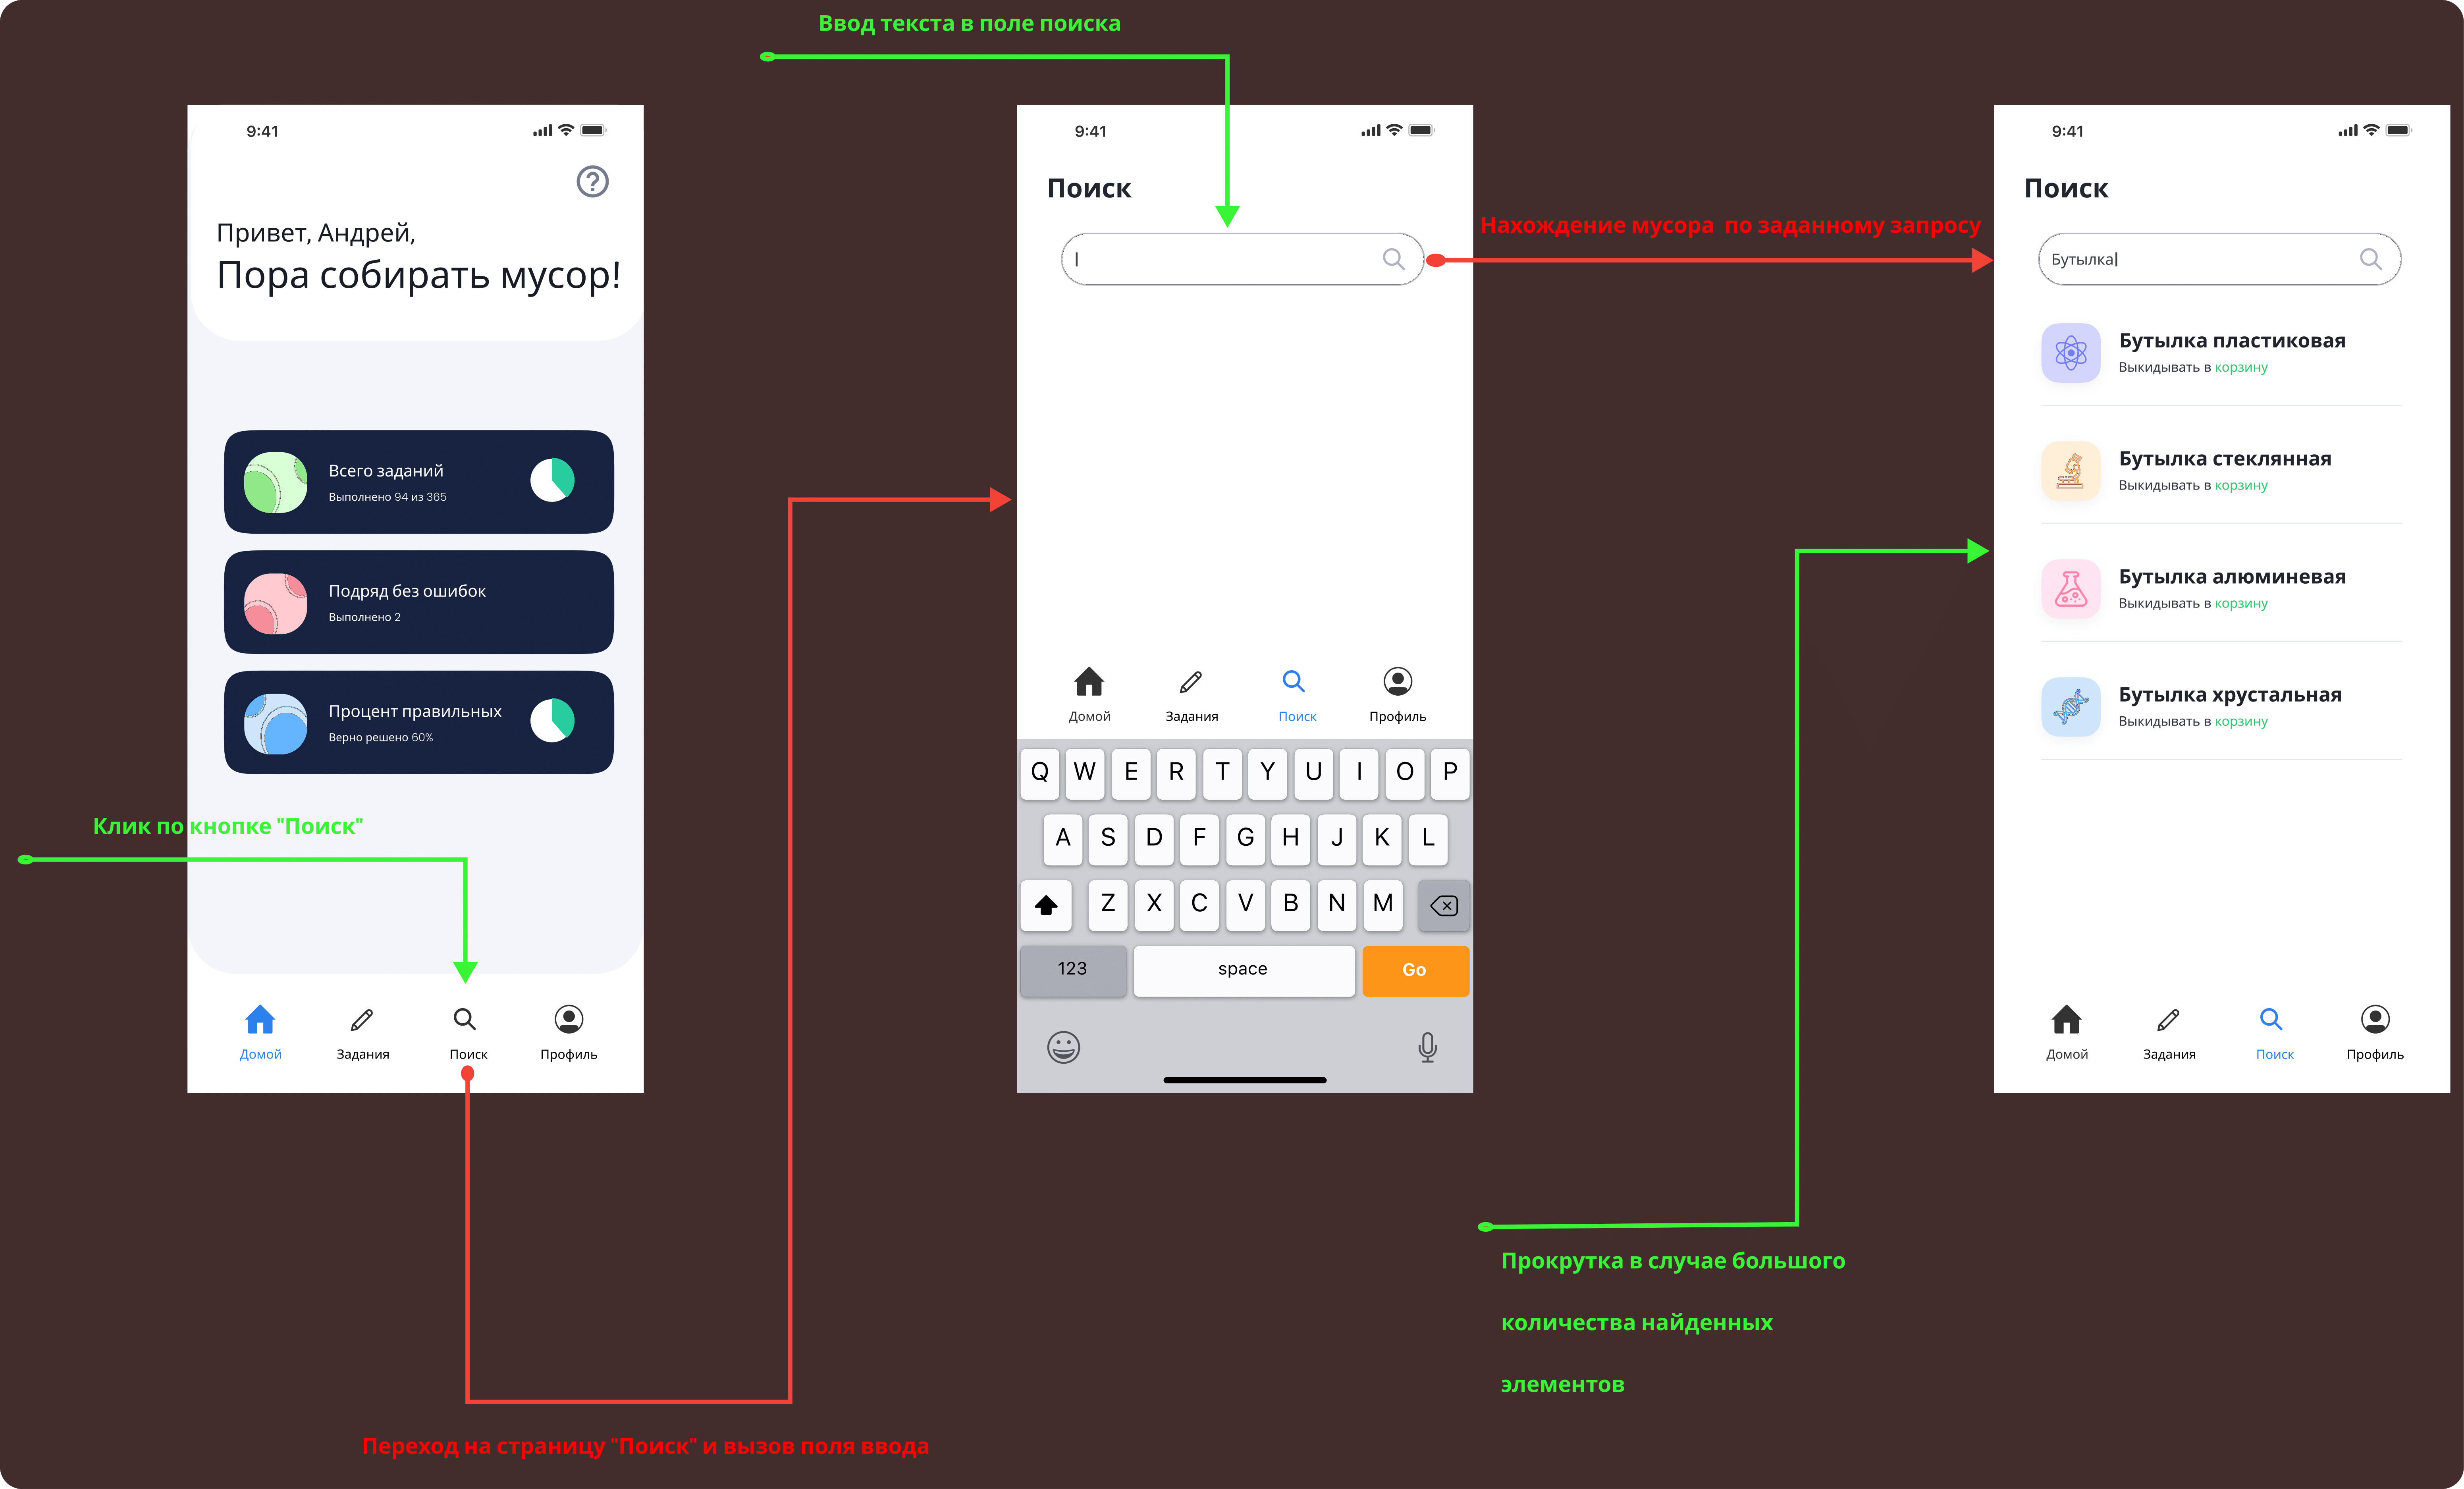 Ввод текста в поле поиска
9:41
Привет, Андрей,
Пора собирать мусор!
Всего заданий
Выполнено 94 из 365
Подряд без ошибок
Выполнено 2
Процент правильных
Верно решено 60%
Клик по кнопке "Поиск"
Домой Задания Поиск Профиль
Переход на страницу "Поиск" и вызов поля ввода
9:41
Поиск
Домой Задания Поиск Профиль
Q W E R T Y U I O P
A S D F G H J K L
Z X C V B N M
123 space Go
Нахождение мусора по заданному запросу
Прокрутка в случае большого
количества найденных
элементов
9:41
Поиск
Бутылка
Бутылка пластиковая
Выкидывать в корзину
Бутылка стеклянная
Выкидывать в корзину
Бутылка алюминевая
Выкидывать в корзину
Бутылка хрустальная
Выкидывать в корзину
Домой Задания Поиск Профиль